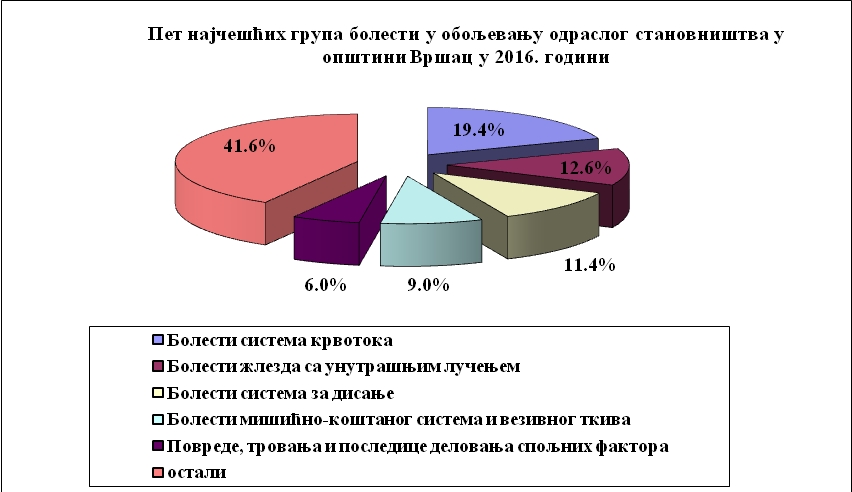 Пет најчешћих група болести у обољевању одраслог становништва у
општини Вршац у 2016. години
41.6%
19.4%
12.6%
11.4%
9.0%
6.0%
Болести система крвотока
Болести жлезда са унутрашњим лучењем
Болести система за дисање
Болести мишићно-коштаног система и везивног ткива
Повреде, тровања и последице деловања спољних фактора
остали